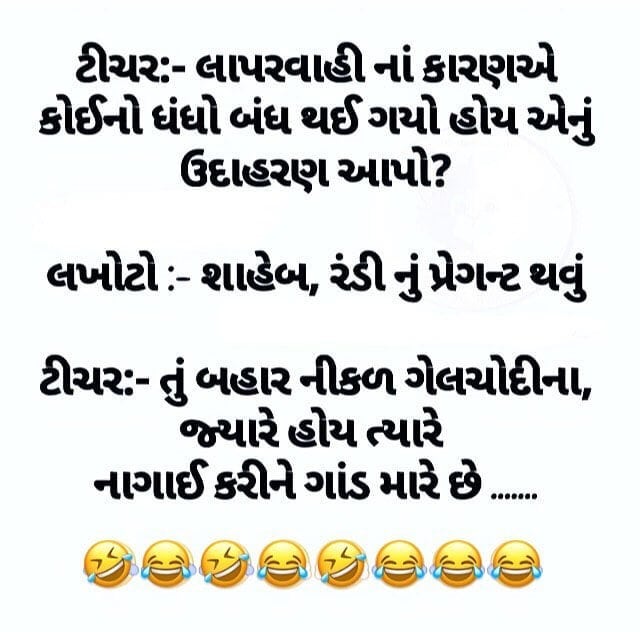 ટીચર:- લાપરવાહી નાં કારણએ
કોઈનો ધંધો બંધ થઈ ગયો હોય એનું
ઉદાહરણ આપો?
લખોટો :- શાહેબ, રંડી નું પ્રેગન્ટ થવું
ટીચર:- તું બહાર નીકળ ગેલચોદીના,
જ્યારે હોય ત્યારે
નાગાઈ કરીને ગાંડ મારે છે .......
🤣😂🤣😂🤣😂😂😂